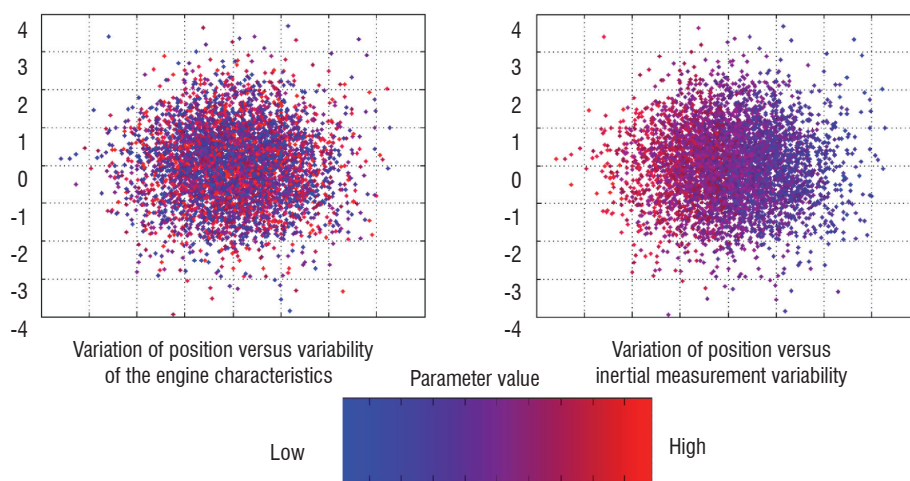 4
3
2
1
0
-1
-2
-3
-4
4
3
2
1
0
-1
-2
-3
-4
Variation of position versus variability
of the engine characteristics
Variation of position versus
inertial measurement variability
Parameter value
Low
High